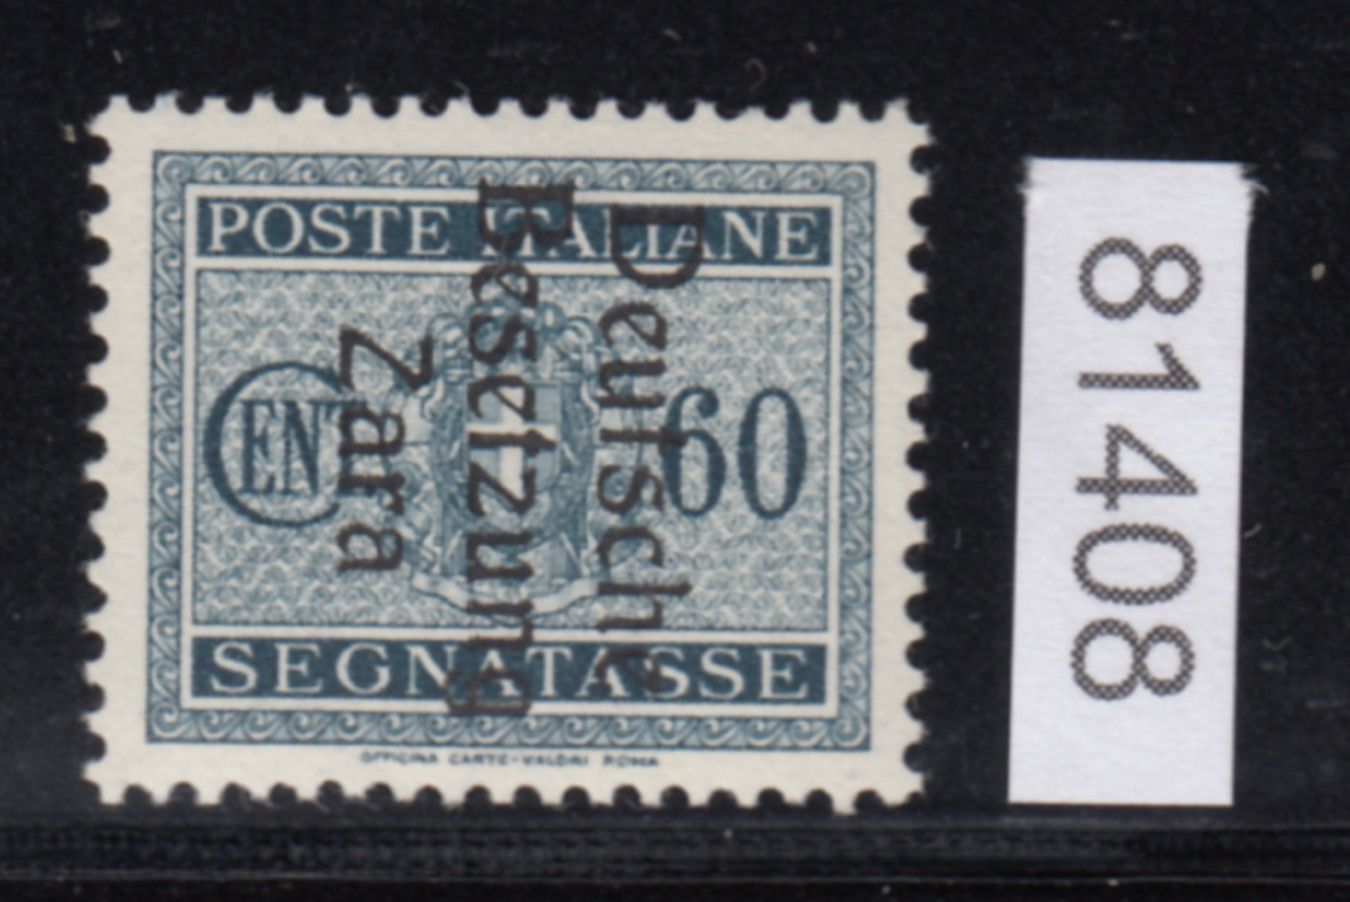 POSTE ITALIANE
CENT 60
SEGNATASSE
OFFICINA CARTE-VALORI ROMA
Deutsche
Besetzung
Zara
81408